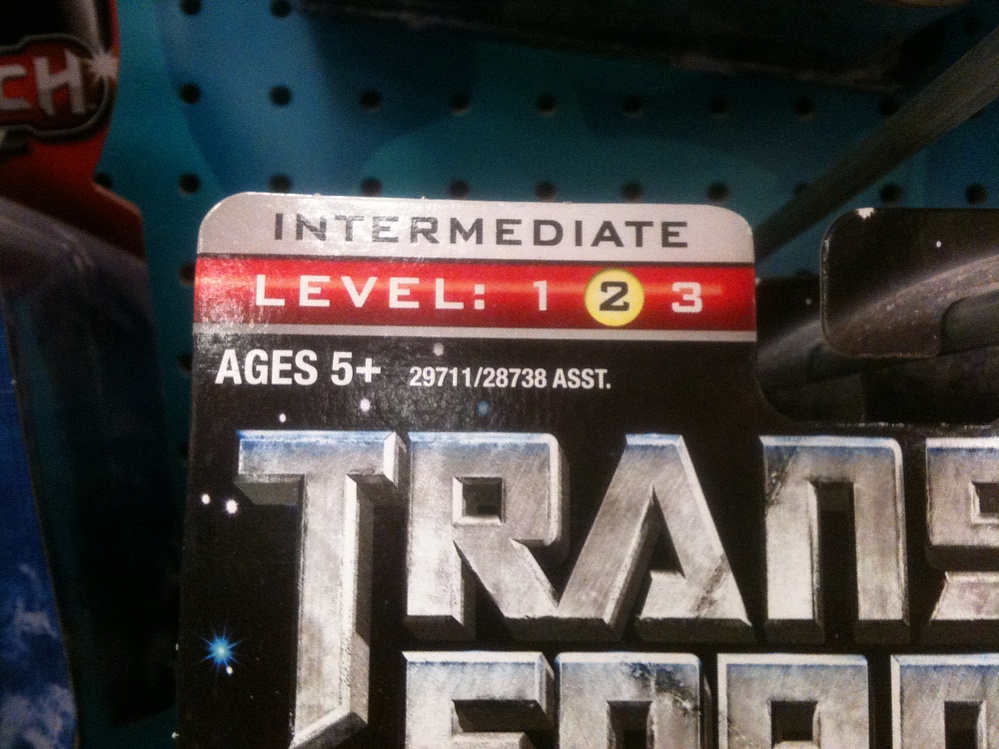 INTERMEDIATE
LEVEL: 1 2 3
AGES 5+ 29711/28738 ASST.
TRANS